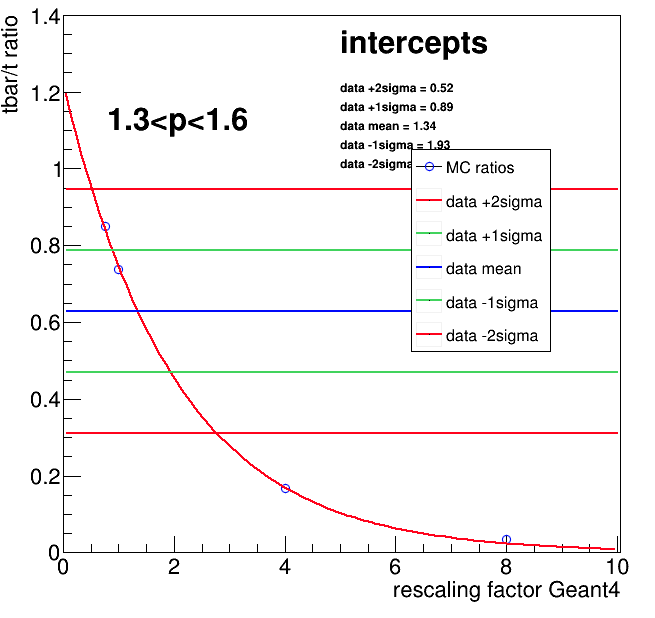 tbar/t ratio
1.4
1.2
1
0.8
0.6
0.4
0.2
0
intercepts
data +2sigma = 0.52
data +1sigma = 0.89
data mean = 1.34
data -1sigma = 1.93
data -2sigma
1.3<p<1.6
MC ratios
data +2sigma
data +1sigma
data mean
data -1sigma
data -2sigma
0 2 4 6 8 10
rescaling factor Geant4